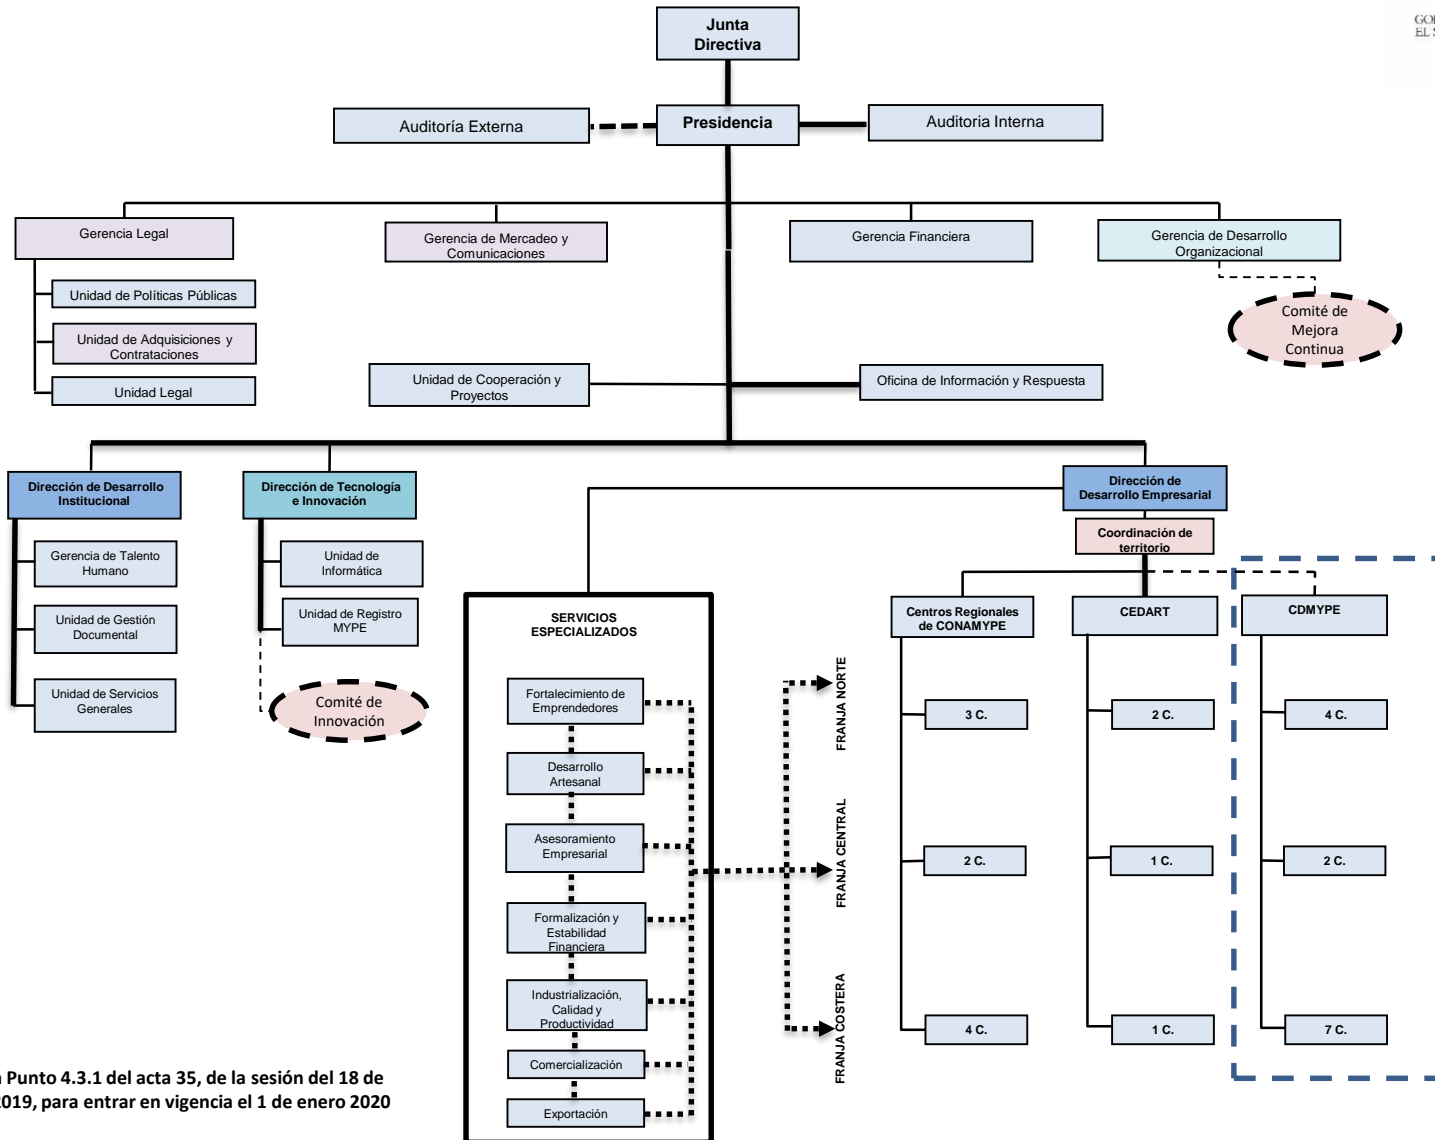 Junta
Directiva
Auditoría Externa
Presidencia
Auditoria Interna
Gerencia Legal
Gerencia de Mercadeo y
Comunicaciones
Gerencia Financiera
Gerencia de Desarrollo
Organizacional
Unidad de Políticas Públicas
Unidad de Adquisiciones y
Contrataciones
Unidad Legal
Comité de
Mejora
Continua
Unidad de Cooperación y
Proyectos
Oficina de Información y Respuesta
Dirección de Desarrollo
Institucional
Dirección de Tecnología
e Innovación
Dirección de
Desarrollo Empresarial
Coordinación de
territorio
Gerencia de Talento
Humano
Unidad de Gestión
Documental
Unidad de Servicios
Generales
Unidad de
Informática
Unidad de Registro
MYPE
Comité de
Innovación
SERVICIOS
ESPECIALIZADOS
Fortalecimiento de
Emprendedores
Desarrollo
Artesanal
Asesoramiento
Empresarial
Formalización y
Estabilidad
Financiera
Industrialización,
Calidad y
Productividad
Comercialización
Exportación
Centros Regionales
de CONAMYPE
CEDART
CDMYPE
FRANJA NORTE
3 C.
2 C.
4 C.
FRANJA CENTRAL
2 C.
1 C.
2 C.
FRANJA COSTERA
4 C.
1 C.
7 C.
Punto 4.3.1 del acta 35, de la sesión del 18 de
2019, para entrar en vigencia el 1 de enero 2020